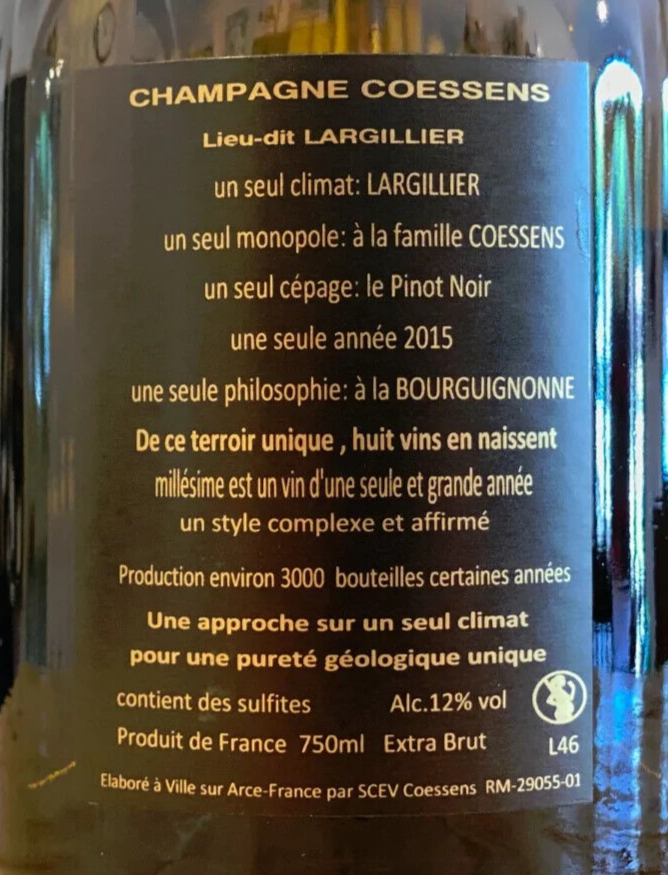 CHAMPAGNE COESSENS
Lieu-dit LARGILLIER
un seul climat: LARGILLIER
un seul monopole: à la famille COESSENS
un seul cépage: le Pinot Noir
une seule année 2015
une seule philosophie: à la BOURGUIGNONNE
De ce terroir unique , huit vins en naissent
millésime est un vin d'une seule et grande année
un style complexe et affirmé
Production environ 3000 bouteilles certaines années
Une approche sur un seul climat
pour une pureté géologique unique
contient des sulfites Alc.12% vol
Produit de France 750ml Extra Brut L46
Elaboré à Ville sur Arce-France par SCEV Coessens RM-29055-01